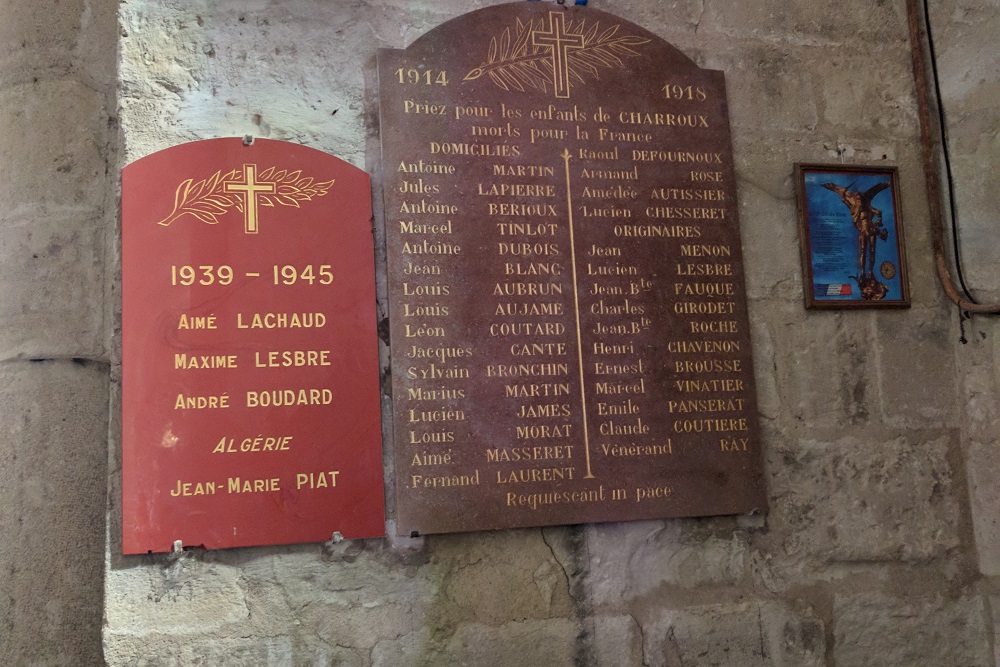 1939 – 1945
AIMÉ LACHAUD
MAXIME LESBRE
ANDRÉ BOUDARD
ALGÉRIE
JEAN-MARIE PIAT
1914 1918
Priez pour les enfants de CHARROUX
morts pour la France
DOMICILIÉS
Antoine MARTIN
Jules LAPIERRE
Antoine BERIOUX
Marcel TINLOT
Antoine DUBOIS
Jean BLANC
Louis AUBRUN
Louis AUJAME
Léon COUTARD
Jacques CANTE
Sylvain BRONCHIN
Marius MARTIN
Lucien JAMES
Louis MORAT
Aimé MASSERET
Fernand LAURENT
Raoul DEFOURNOUX
Armand ROSE
Amédée AUTISSIER
Lucien CHESSERET
ORIGINAIRES
Jean MENON
Lucien LESBRE
Jean.Bte FAUQUE
Charles GIRODET
Jean.Bte ROCHE
Henri CHAVENON
Ernest BROUSSE
Marcel VINATIER
Emile PANSERAT
Claude COUTIERE
Vénérand RAY
Requiescant in pace